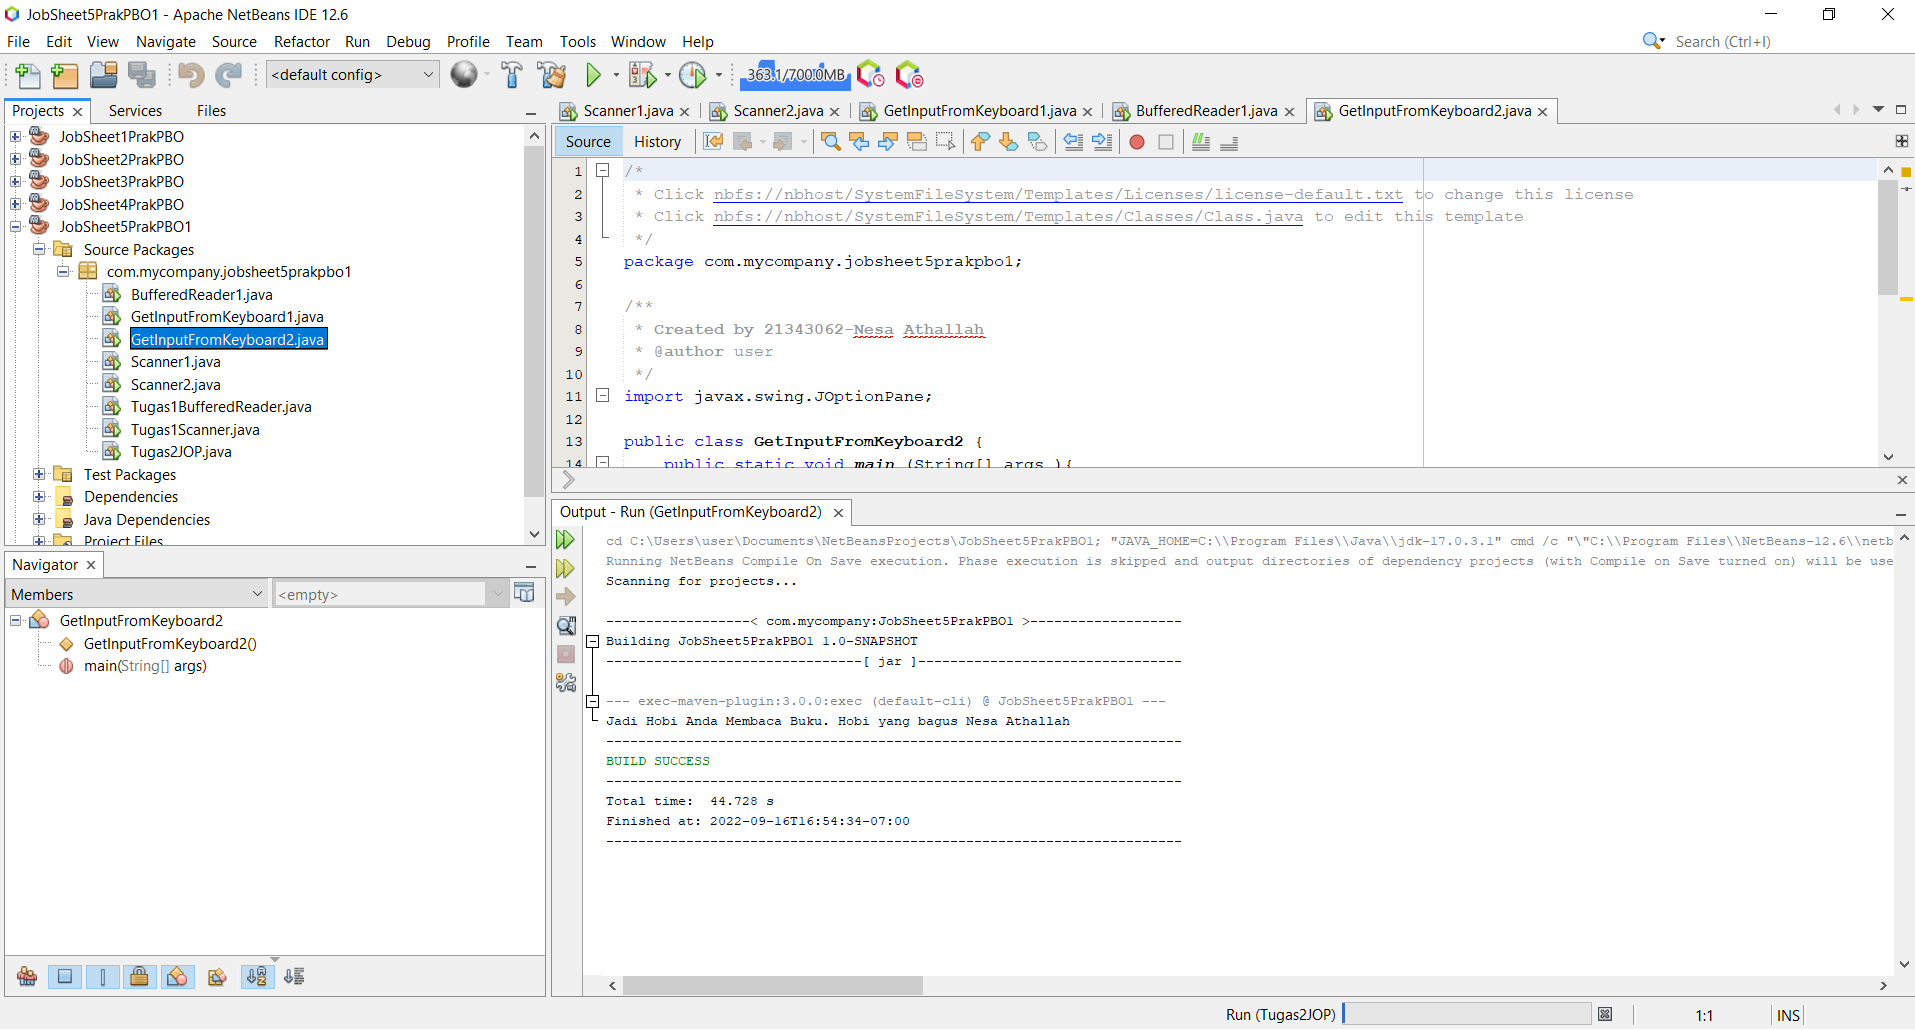 JobSheet5PrakPBO1 - Apache NetBeans IDE 12.6
File Edit View Navigate Source Refactor Run Debug Profile Team Tools Window Help
Search (Ctrl+I)
<default config>
363.1/700.0MB
Projects Services Files
JobSheet1PrakPBO
JobSheet2PrakPBO
JobSheet3PrakPBO
JobSheet4PrakPBO
JobSheet5PrakPBO1
Source Packages
com.mycompany.jobsheet5prakpbo1
BufferedReader1.java
GetInputFromKeyboard1.java
GetInputFromKeyboard2.java
Scanner1.java
Scanner2.java
Tugas1BufferedReader.java
Tugas1Scanner.java
Tugas2JOP.java
Test Packages
Dependencies
Java Dependencies
Project Files
Navigator
Members
<empty>
GetInputFromKeyboard2
GetInputFromKeyboard2()
main(String[] args)
Scanner1.java Scanner2.java GetInputFromKeyboard1.java BufferedReader1.java GetInputFromKeyboard2.java
Source History
1 /*
2 * Click nbfs://nbhost/SystemFileSystem/Templates/Licenses/license-default.txt to change this license
3 * Click nbfs://nbhost/SystemFileSystem/Templates/Classes/Class.java to edit this template
4 */
5 package com.mycompany.jobsheet5prakpbo1;
6
7 /**
8 * Created by 21343062-Nesa Athallah
9 * @author user
10 */
11 import javax.swing.JOptionPane;
12
13 public class GetInputFromKeyboard2 {
14 public static void main (String[] args ){
Output - Run (GetInputFromKeyboard2)
cd C:\Users\user\Documents\NetBeansProjects\JobSheet5PrakPBO1; "JAVA_HOME=C:\\Program Files\\Java\\jdk-17.0.3.1" cmd /c "\"C:\\Program Files\\NetBeans-12.6\\netb
Running NetBeans Compile On Save execution. Phase execution is skipped and output directories of dependency projects (with Compile on Save turned on) will be use
Scanning for projects...
------------------< com.mycompany:JobSheet5PrakPBO1 >-------------------
Building JobSheet5PrakPBO1 1.0-SNAPSHOT
--------------------------------[ jar ]---------------------------------
--- exec-maven-plugin:3.0.0:exec (default-cli) @ JobSheet5PrakPBO1 ---
Jadi Hobi Anda Membaca Buku. Hobi yang bagus Nesa Athallah
------------------------------------------------------------------------
BUILD SUCCESS
------------------------------------------------------------------------
Total time:  44.728 s
Finished at: 2022-09-16T16:54:34-07:00
------------------------------------------------------------------------
Run (Tugas2JOP)
1:1 INS